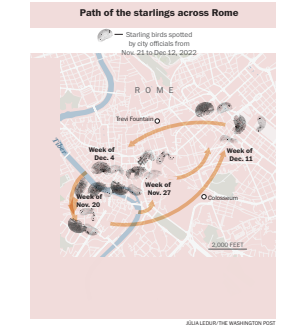 Path of the starlings across Rome
Starling birds spotted
by city officials from
Nov. 21 to Dec 12, 2022
ROME
Trevi Fountain
Week of
Dec. 4
Week of
Dec. 11
Tiber
Week of
Nov. 27
Week of
Nov. 20
Colosseum
2,000 FEET
JÚLIA LEDUR/THE WASHINGTON POST